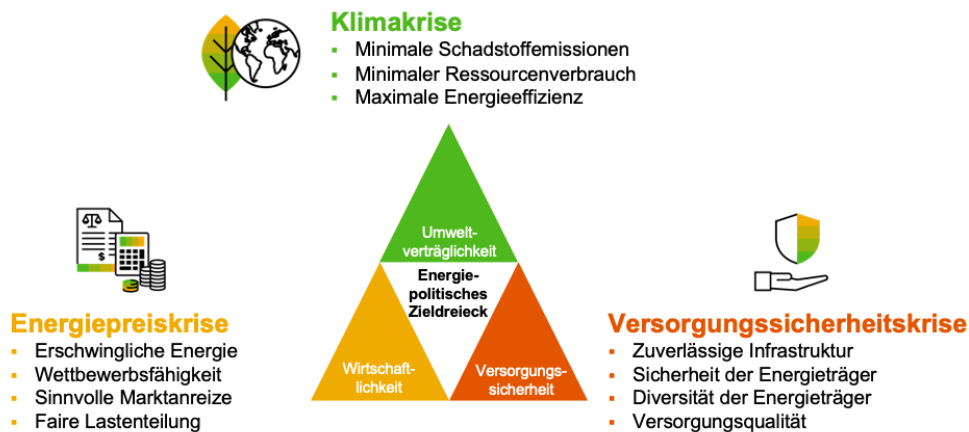 Klimakrise
▪ Minimale Schadstoffemissionen
▪ Minimaler Ressourcenverbrauch
▪ Maximale Energieeffizienz
Umwelt-
verträglichkeit
Energie-
politisches
Zieldreieck
Wirtschaft-
lichkeit
Versorgungs-
sicherheit
$
Energiepreiskrise
▪ Erschwingliche Energie
▪ Wettbewerbsfähigkeit
▪ Sinnvolle Marktanreize
▪ Faire Lastenteilung
Versorgungssicherheitskrise
▪ Zuverlässige Infrastruktur
▪ Sicherheit der Energieträger
▪ Diversität der Energieträger
▪ Versorgungsqualität